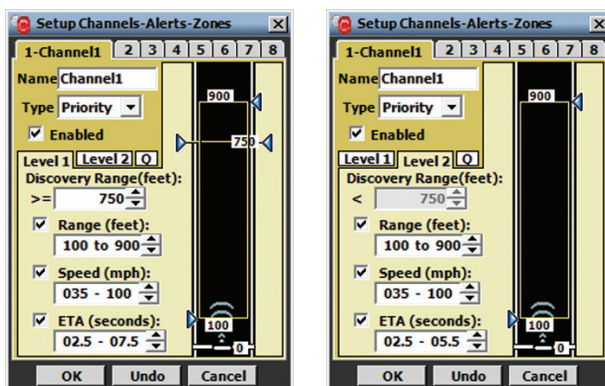 Setup Channels-Alerts-Zones
1-Channel1 2 3 4 5 6 7 8
Name Channel1
Type Priority
Enabled
Level 1 Level 2 Q
Discovery Range(feet):
>= 750
Range (feet):
100 to 900
Speed (mph):
035 - 100
ETA (seconds):
02.5 - 07.5
900
750
100
0
OK Undo Cancel
Setup Channels-Alerts-Zones
1-Channel1 2 3 4 5 6 7 8
Name Channel1
Type Priority
Enabled
Level 1 Level 2 Q
Discovery Range(feet):
< 750
Range (feet):
100 to 900
Speed (mph):
035 - 100
ETA (seconds):
02.5 - 05.5
900
100
0
OK Undo Cancel